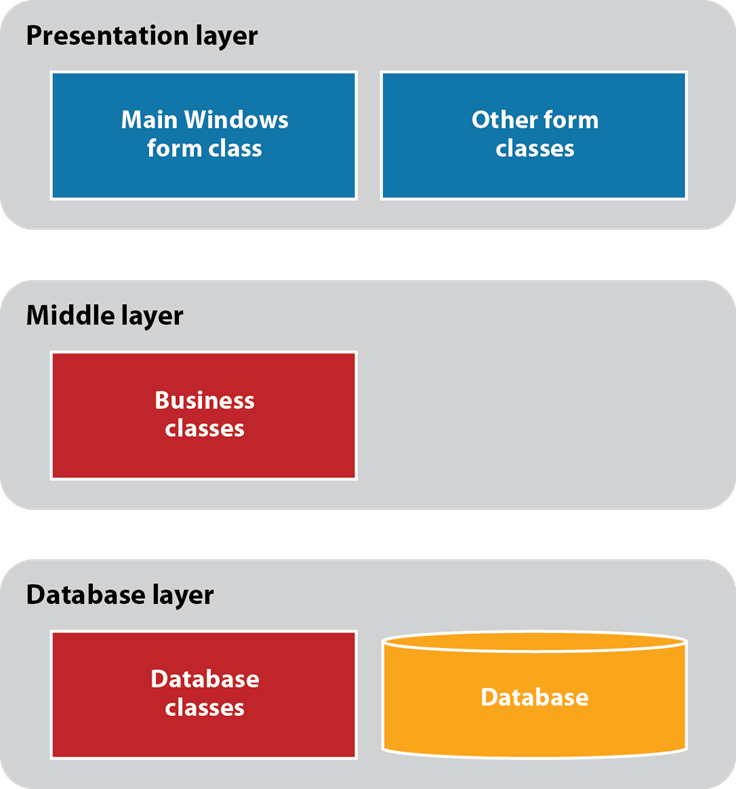 Presentation layer
Main Windows
form class
Other form
classes
Middle layer
Business
classes
Database layer
Database
classes
Database